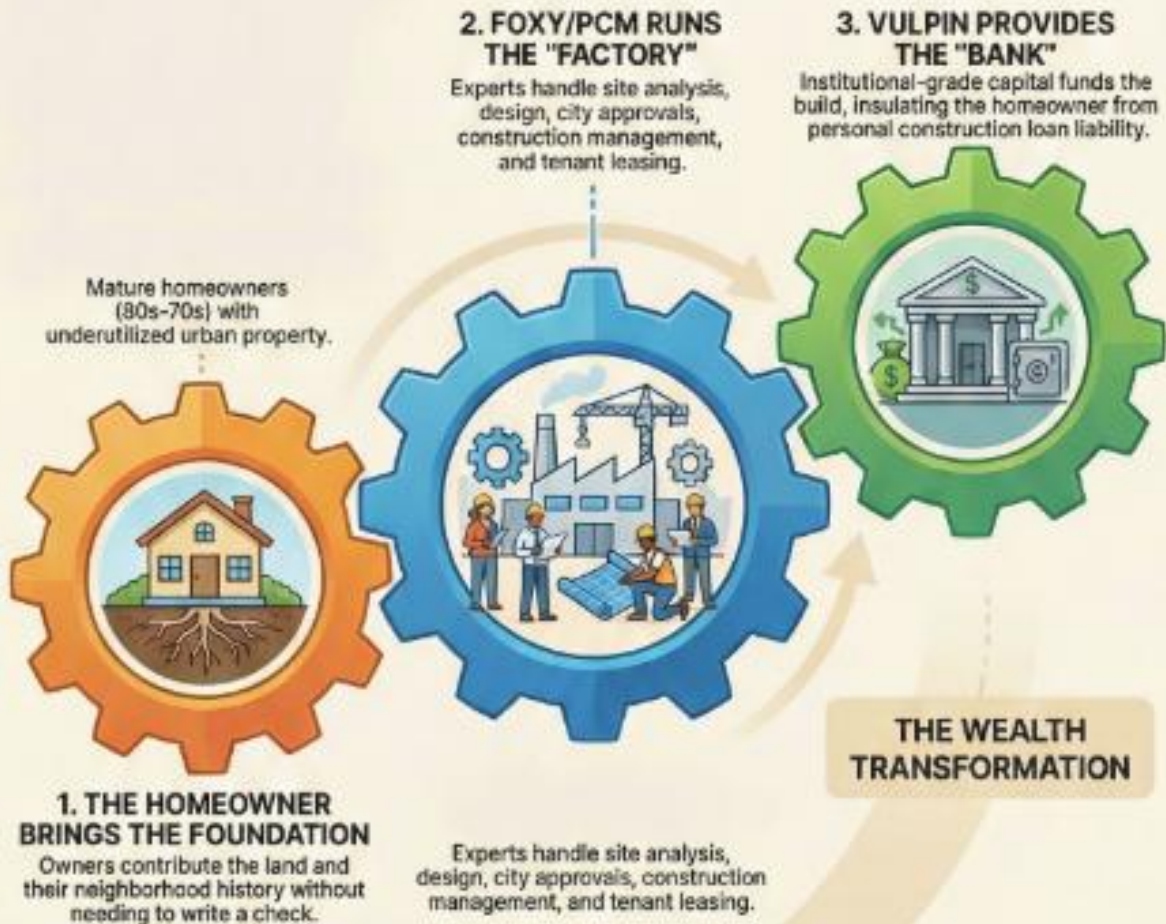 2. FOXY/PCM RUNS
THE "FACTORY"
Experts handle site analysis,
design, city approvals,
construction management,
and tenant leasing.
3. VULPIN PROVIDES
THE "BANK"
Institutional-grade capital funds the
build, insulating the homeowner from
personal construction loan liability.
Mature homeowners
(80s-70s) with
underutilized urban property.
$
$
1. THE HOMEOWNER
BRINGS THE FOUNDATION
Owners contribute the land and
their neighborhood history without
needing to write a check.
Experts handle site analysis,
design, city approvals, construction
management, and tenant leasing.
THE WEALTH
TRANSFORMATION